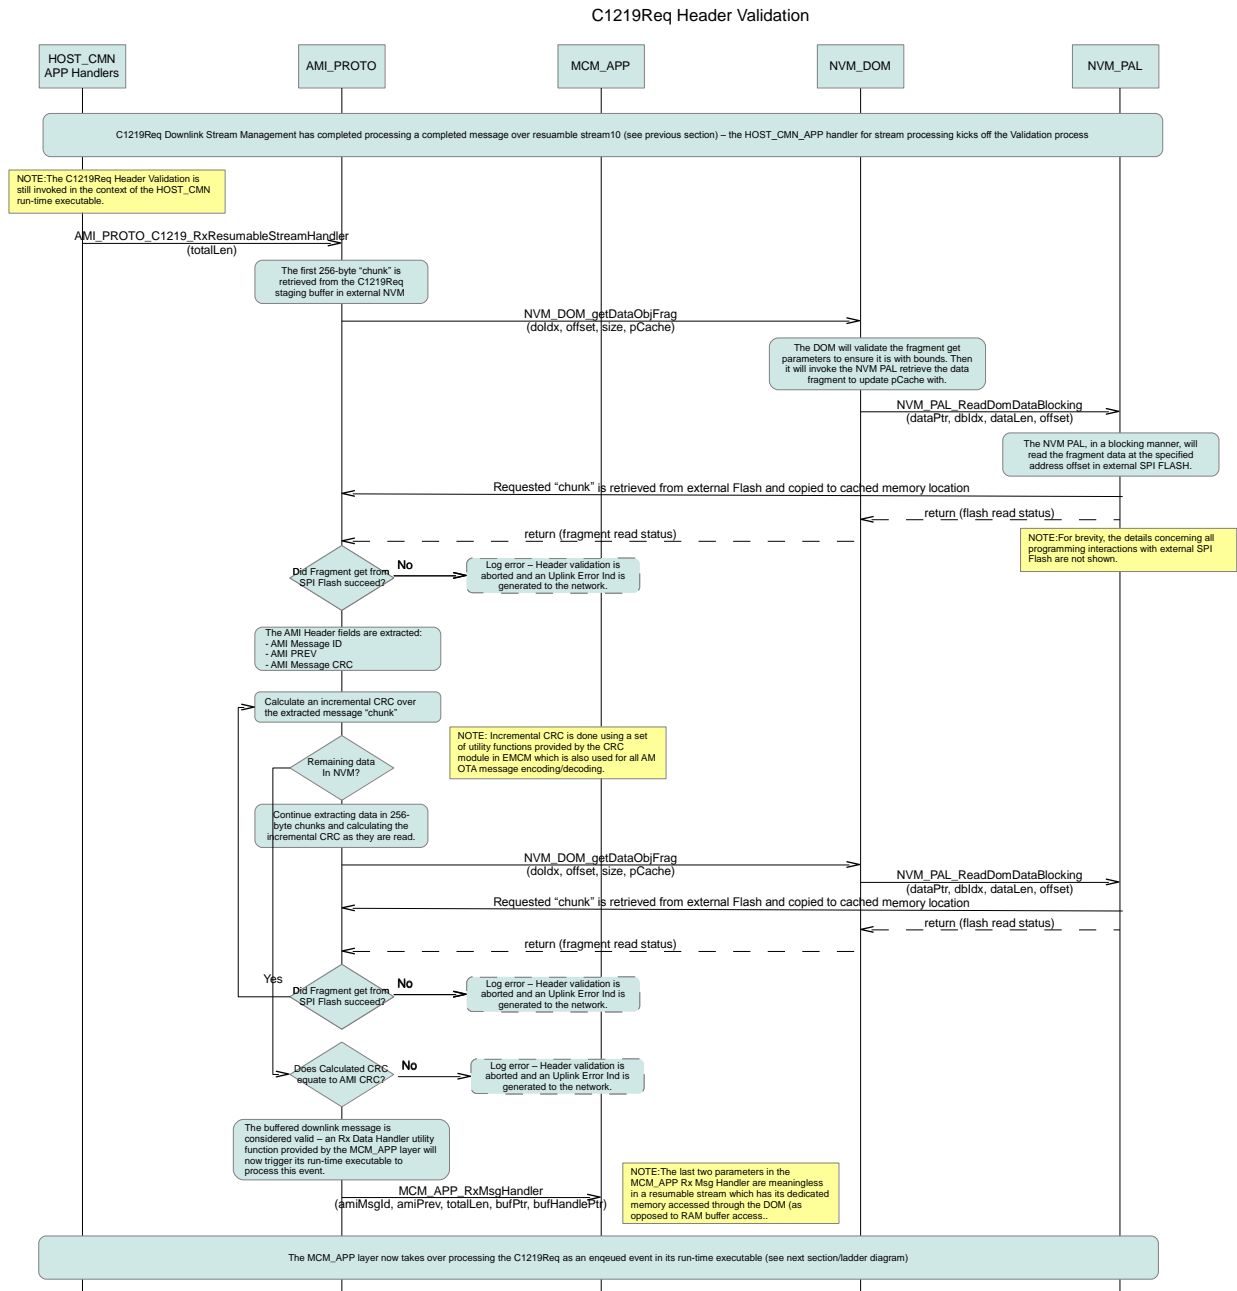 C1219Req Header Validation
HOST_CMN
APP Handlers
AMI_PROTO
MCM_APP
NVM_DOM
NVM_PAL
C1219Req Downlink Stream Management has completed processing a completed message over resuamble stream10 (see previous section) – the HOST_CMN_APP handler for stream processing kicks off the Validation process
NOTE:The C1219Req Header Validation is
still invoked in the context of the HOST_CMN
run-time executable.
AMI_PROTO_C1219_RxResumableStreamHandler
(totalLen)
The first 256-byte “chunk” is
retrieved from the C1219Req
staging buffer in external NVM
NVM_DOM_getDataObjFrag
(doIdx, offset, size, pCache)
The DOM will validate the fragment get
parameters to ensure it is with bounds. Then
it will invoke the NVM PAL retrieve the data
fragment to update pCache with.
NVM_PAL_ReadDomDataBlocking
(dataPtr, dbIdx, dataLen, offset)
The NVM PAL, in a blocking manner, will
read the fragment data at the specified
address offset in external SPI FLASH.
Requested “chunk” is retrieved from external Flash and copied to cached memory location
return (flash read status)
return (fragment read status)
NOTE:For brevity, the details concerning all
programming interactions with external SPI
Flash are not shown.
Did Fragment get from
SPI Flash succeed?
No
Log error – Header validation is
aborted and an Uplink Error Ind is
generated to the network.
The AMI Header fields are extracted:
- AMI Message ID
- AMI PREV
- AMI Message CRC
Calculate an incremental CRC over
the extracted message “chunk”
NOTE: Incremental CRC is done using a set
of utility functions provided by the CRC
module in EMCM which is also used for all AM
OTA message encoding/decoding.
Remaining data
In NVM?
Continue extracting data in 256-
byte chunks and calculating the
incremental CRC as they are read.
NVM_DOM_getDataObjFrag
(doIdx, offset, size, pCache)
NVM_PAL_ReadDomDataBlocking
(dataPtr, dbIdx, dataLen, offset)
Requested “chunk” is retrieved from external Flash and copied to cached memory location
return (flash read status)
return (fragment read status)
Yes
Did Fragment get from
SPI Flash succeed?
No
Log error – Header validation is
aborted and an Uplink Error Ind is
generated to the network.
Does Calculated CRC
equate to AMI CRC?
No
Log error – Header validation is
aborted and an Uplink Error Ind is
generated to the network.
The buffered downlink message is
considered valid – an Rx Data Handler utility
function provided by the MCM_APP layer will
now trigger its run-time executable to
process this event.
MCM_APP_RxMsgHandler
(amiMsgId, amiPrev, totalLen, bufPtr, bufHandlePtr)
NOTE:The last two parameters in the
MCM_APP Rx Msg Handler are meaningless
in a resumable stream which has its dedicated
memory accessed through the DOM (as
opposed to RAM buffer access..
The MCM_APP layer now takes over processing the C1219Req as an enqeued event in its run-time executable (see next section/ladder diagram)